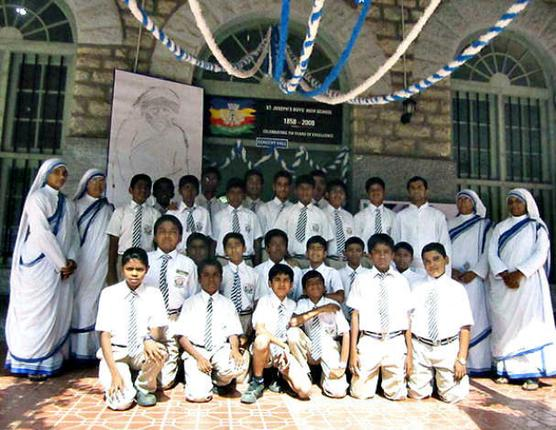 ST. JOSEPH'S BOYS' HIGH SCHOOL
1858 - 2008
CELEBRATING 150 YEARS OF EXCELLENCE
CONCERT HALL